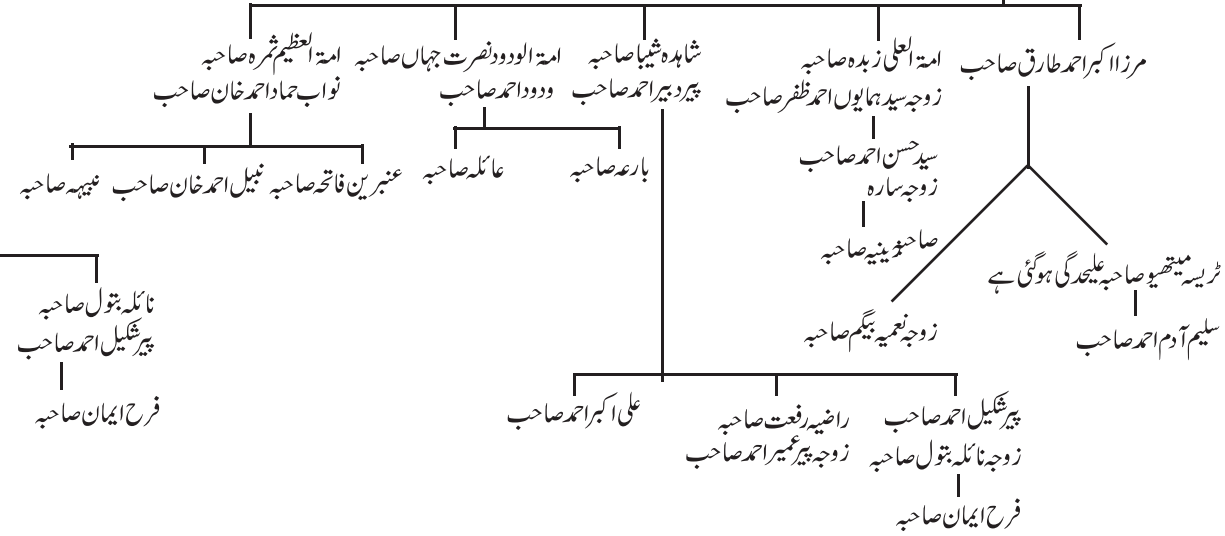 مرزا اکبر احمد طارق صاحب
ٹریسہ میتھیو صاحبہ علیحدگی ہوگئی ہے
سلیم آدم احمد صاحب
زوجہ نعمیہ بیگم صاحبہ
امۃ العلی زبدہ صاحبہ
زوجہ سید ہمایوں احمد ظفر صاحب
سید حسن احمد صاحب
زوجہ سارہ
صاحبہ زینیہ صاحبہ
شاہدہ شیبا صاحبہ
پیر دبیر احمد صاحب
پیر شکیل احمد صاحب
زوجہ نائلہ بتول صاحبہ
فرح ایمان صاحبہ
راضیہ رفعت صاحبہ
زوجہ پیر عمیر احمد صاحب
علی اکبر احمد صاحب
امۃ الودود نصرت جہاں صاحبہ
ودود احمد صاحب
بارعہ صاحبہ
عائلہ صاحبہ
امۃ العظیم ثمرہ صاحبہ
نواب حماد احمد خان صاحب
عنبرین فاتحہ صاحبہ
نبیل احمد خان صاحب
نبیہہ صاحبہ
نائلہ بتول صاحبہ
پیر شکیل احمد صاحب
فرح ایمان صاحبہ